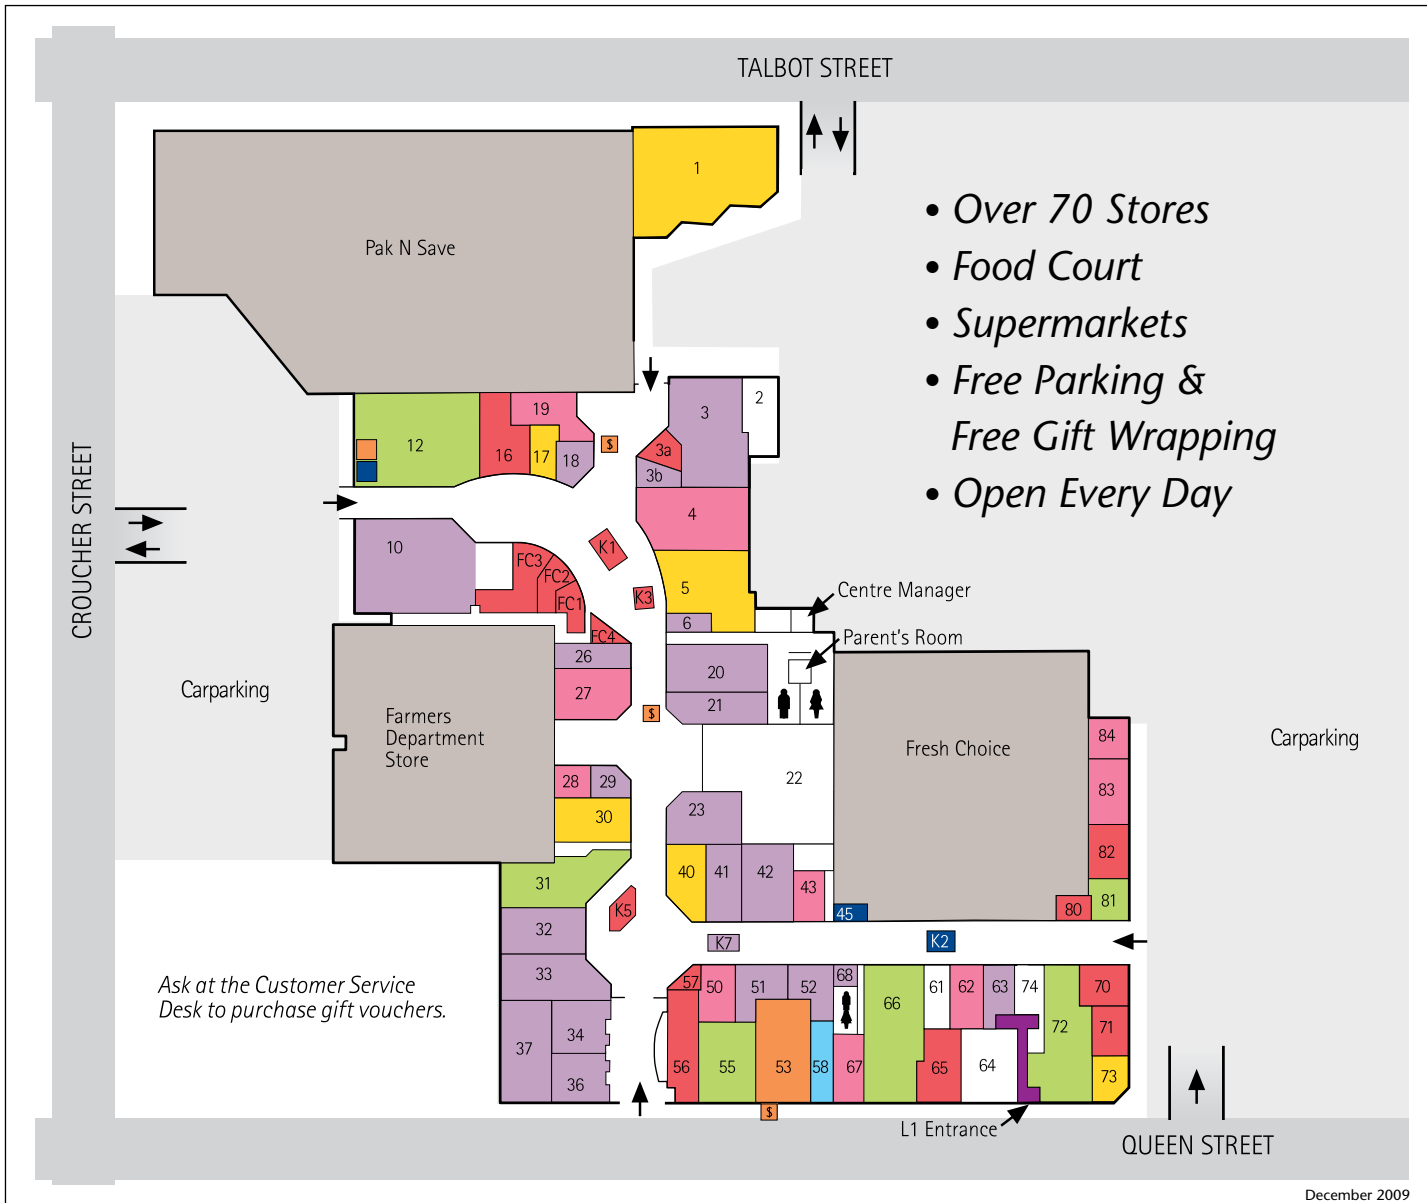 TALBOT STREET
1
• Over 70 Stores
• Food Court
• Supermarkets
• Free Parking &
Free Gift Wrapping
• Open Every Day
Pak N Save
CROUCHER STREET
2
3
3a
3b
19
12
16
17
18
$
4
10
K1
FC3
FC2
FC1
FC4
K3
5
6
Centre Manager
Parent's Room
26
27
20
21
$
Carparking
Farmers
Department
Store
Fresh Choice
Carparking
84
83
82
81
80
22
28
29
30
23
40
41
42
43
45
31
32
33
34
36
37
K5
K7
K2
Ask at the Customer Service
Desk to purchase gift vouchers.
57
50
51
52
68
66
61
62
63
74
72
70
71
73
56
55
53
58
67
65
64
$
L1 Entrance
QUEEN STREET
December 2009